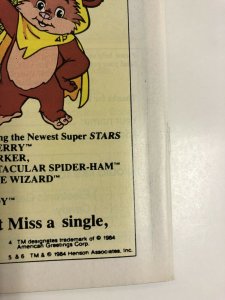 ing the Newest Super STARS
ERRY™
RKER,
TACULAR SPIDER-HAM™
E WIZARD™
Y™
t Miss a single,
4 TM designates trademark of © 1984
American Greetings Corp.
5 & 6 TM & © 1984 Henson Associates, Inc.